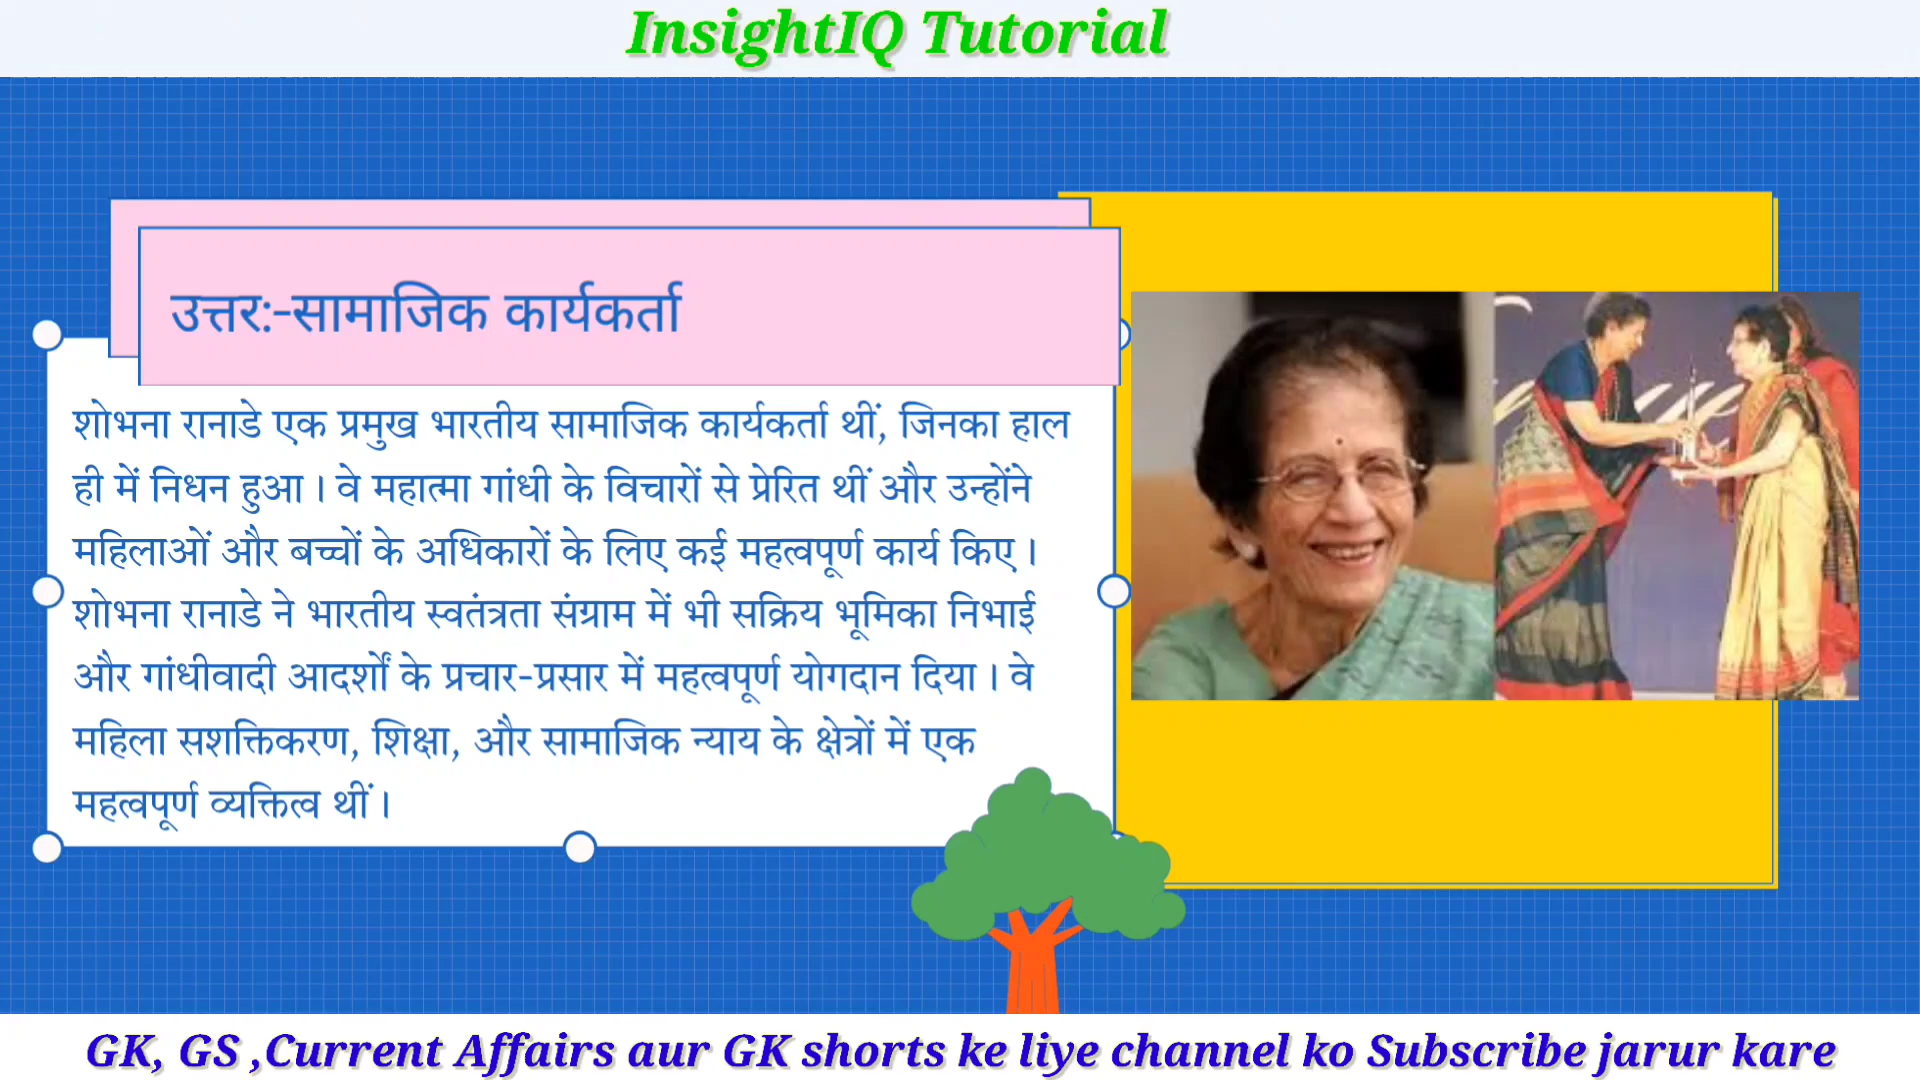 InsightIQ Tutorial
उत्तर:-सामाजिक कार्यकर्ता
शोभना रानाडे एक प्रमुख भारतीय सामाजिक कार्यकर्ता थीं, जिनका हाल
ही में निधन हुआ। वे महात्मा गांधी के विचारों से प्रेरित थीं और उन्होंने
महिलाओं और बच्चों के अधिकारों के लिए कई महत्वपूर्ण कार्य किए।
शोभना रानाडे ने भारतीय स्वतंत्रता संग्राम में भी सक्रिय भूमिका निभाई
और गांधीवादी आदर्शों के प्रचार-प्रसार में महत्वपूर्ण योगदान दिया। वे
महिला सशक्तिकरण, शिक्षा, और सामाजिक न्याय के क्षेत्रों में एक
महत्वपूर्ण व्यक्तित्व थीं।
GK, GS ,Current Affairs aur GK shorts ke liye channel ko Subscribe jarur kare